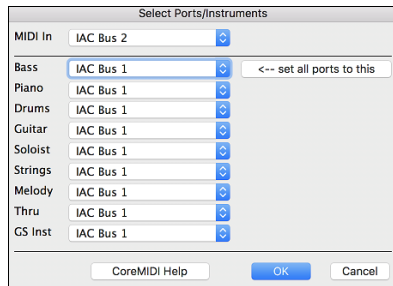 Select Ports/Instruments
MIDI In IAC Bus 2
Bass IAC Bus 1 <-- set all ports to this
Piano IAC Bus 1
Drums IAC Bus 1
Guitar IAC Bus 1
Soloist IAC Bus 1
Strings IAC Bus 1
Melody IAC Bus 1
Thru IAC Bus 1
GS Inst IAC Bus 1
CoreMIDI Help OK Cancel